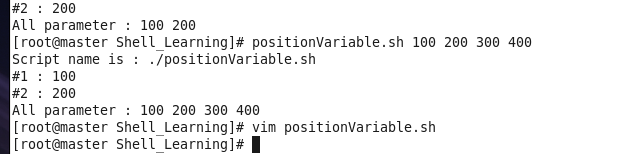 #2 : 200
All parameter : 100 200
[root@master Shell_Learning]# positionVariable.sh 100 200 300 400
Script name is : ./positionVariable.sh
#1 : 100
#2 : 200
All parameter : 100 200 300 400
[root@master Shell_Learning]# vim positionVariable.sh
[root@master Shell_Learning]#